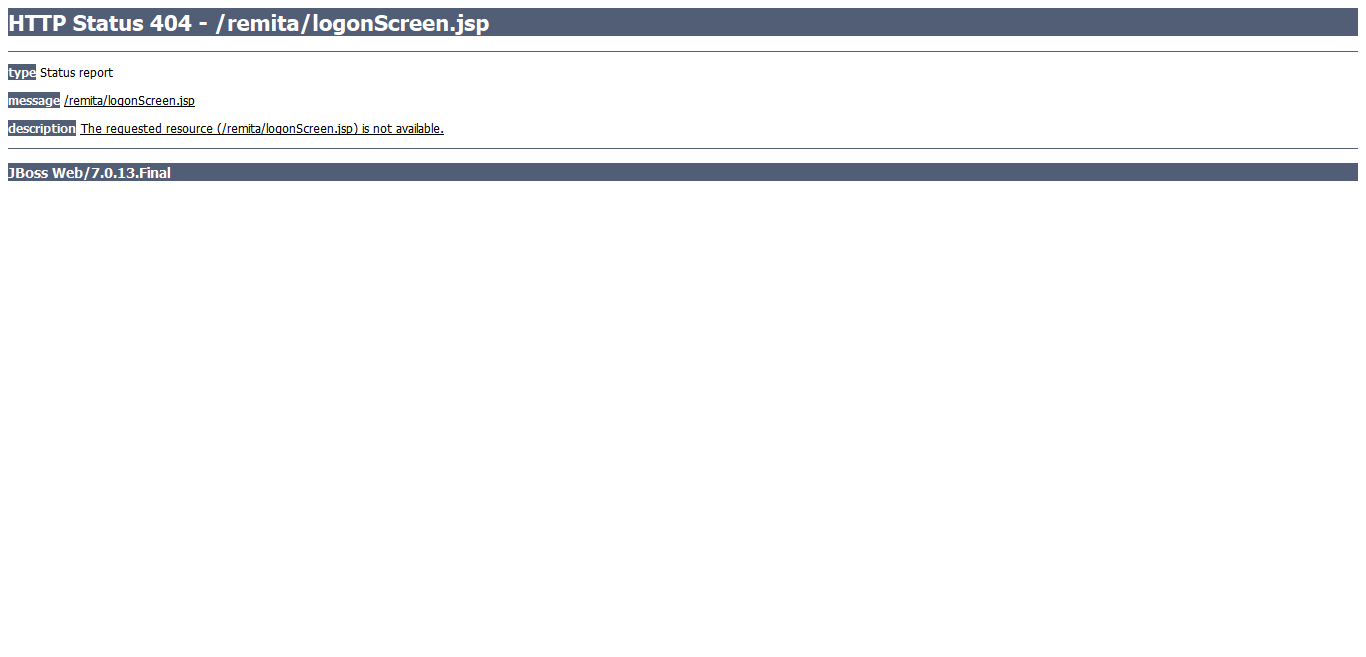 HTTP Status 404 - /remita/logonScreen.jsp
type Status report
message /remita/logonScreen.jsp
description The requested resource (/remita/logonScreen.jsp) is not available.
JBoss Web/7.0.13.Final